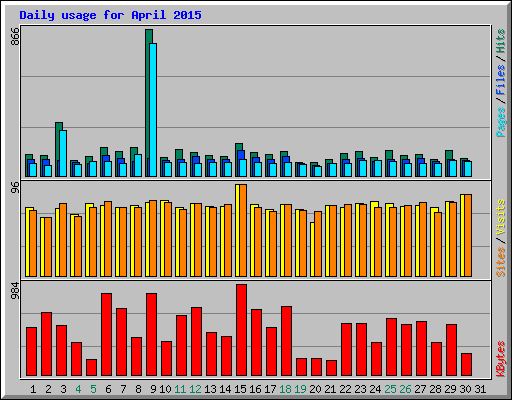 Daily usage for April 2015
866
Pages/Files/Hits
96
Sites/Visits
984
KBytes
1 2 3 4 5 6 7 8 9 10 11 12 13 14 15 16 17 18 19 20 21 22 23 24 25 26 27 28 29 30 31